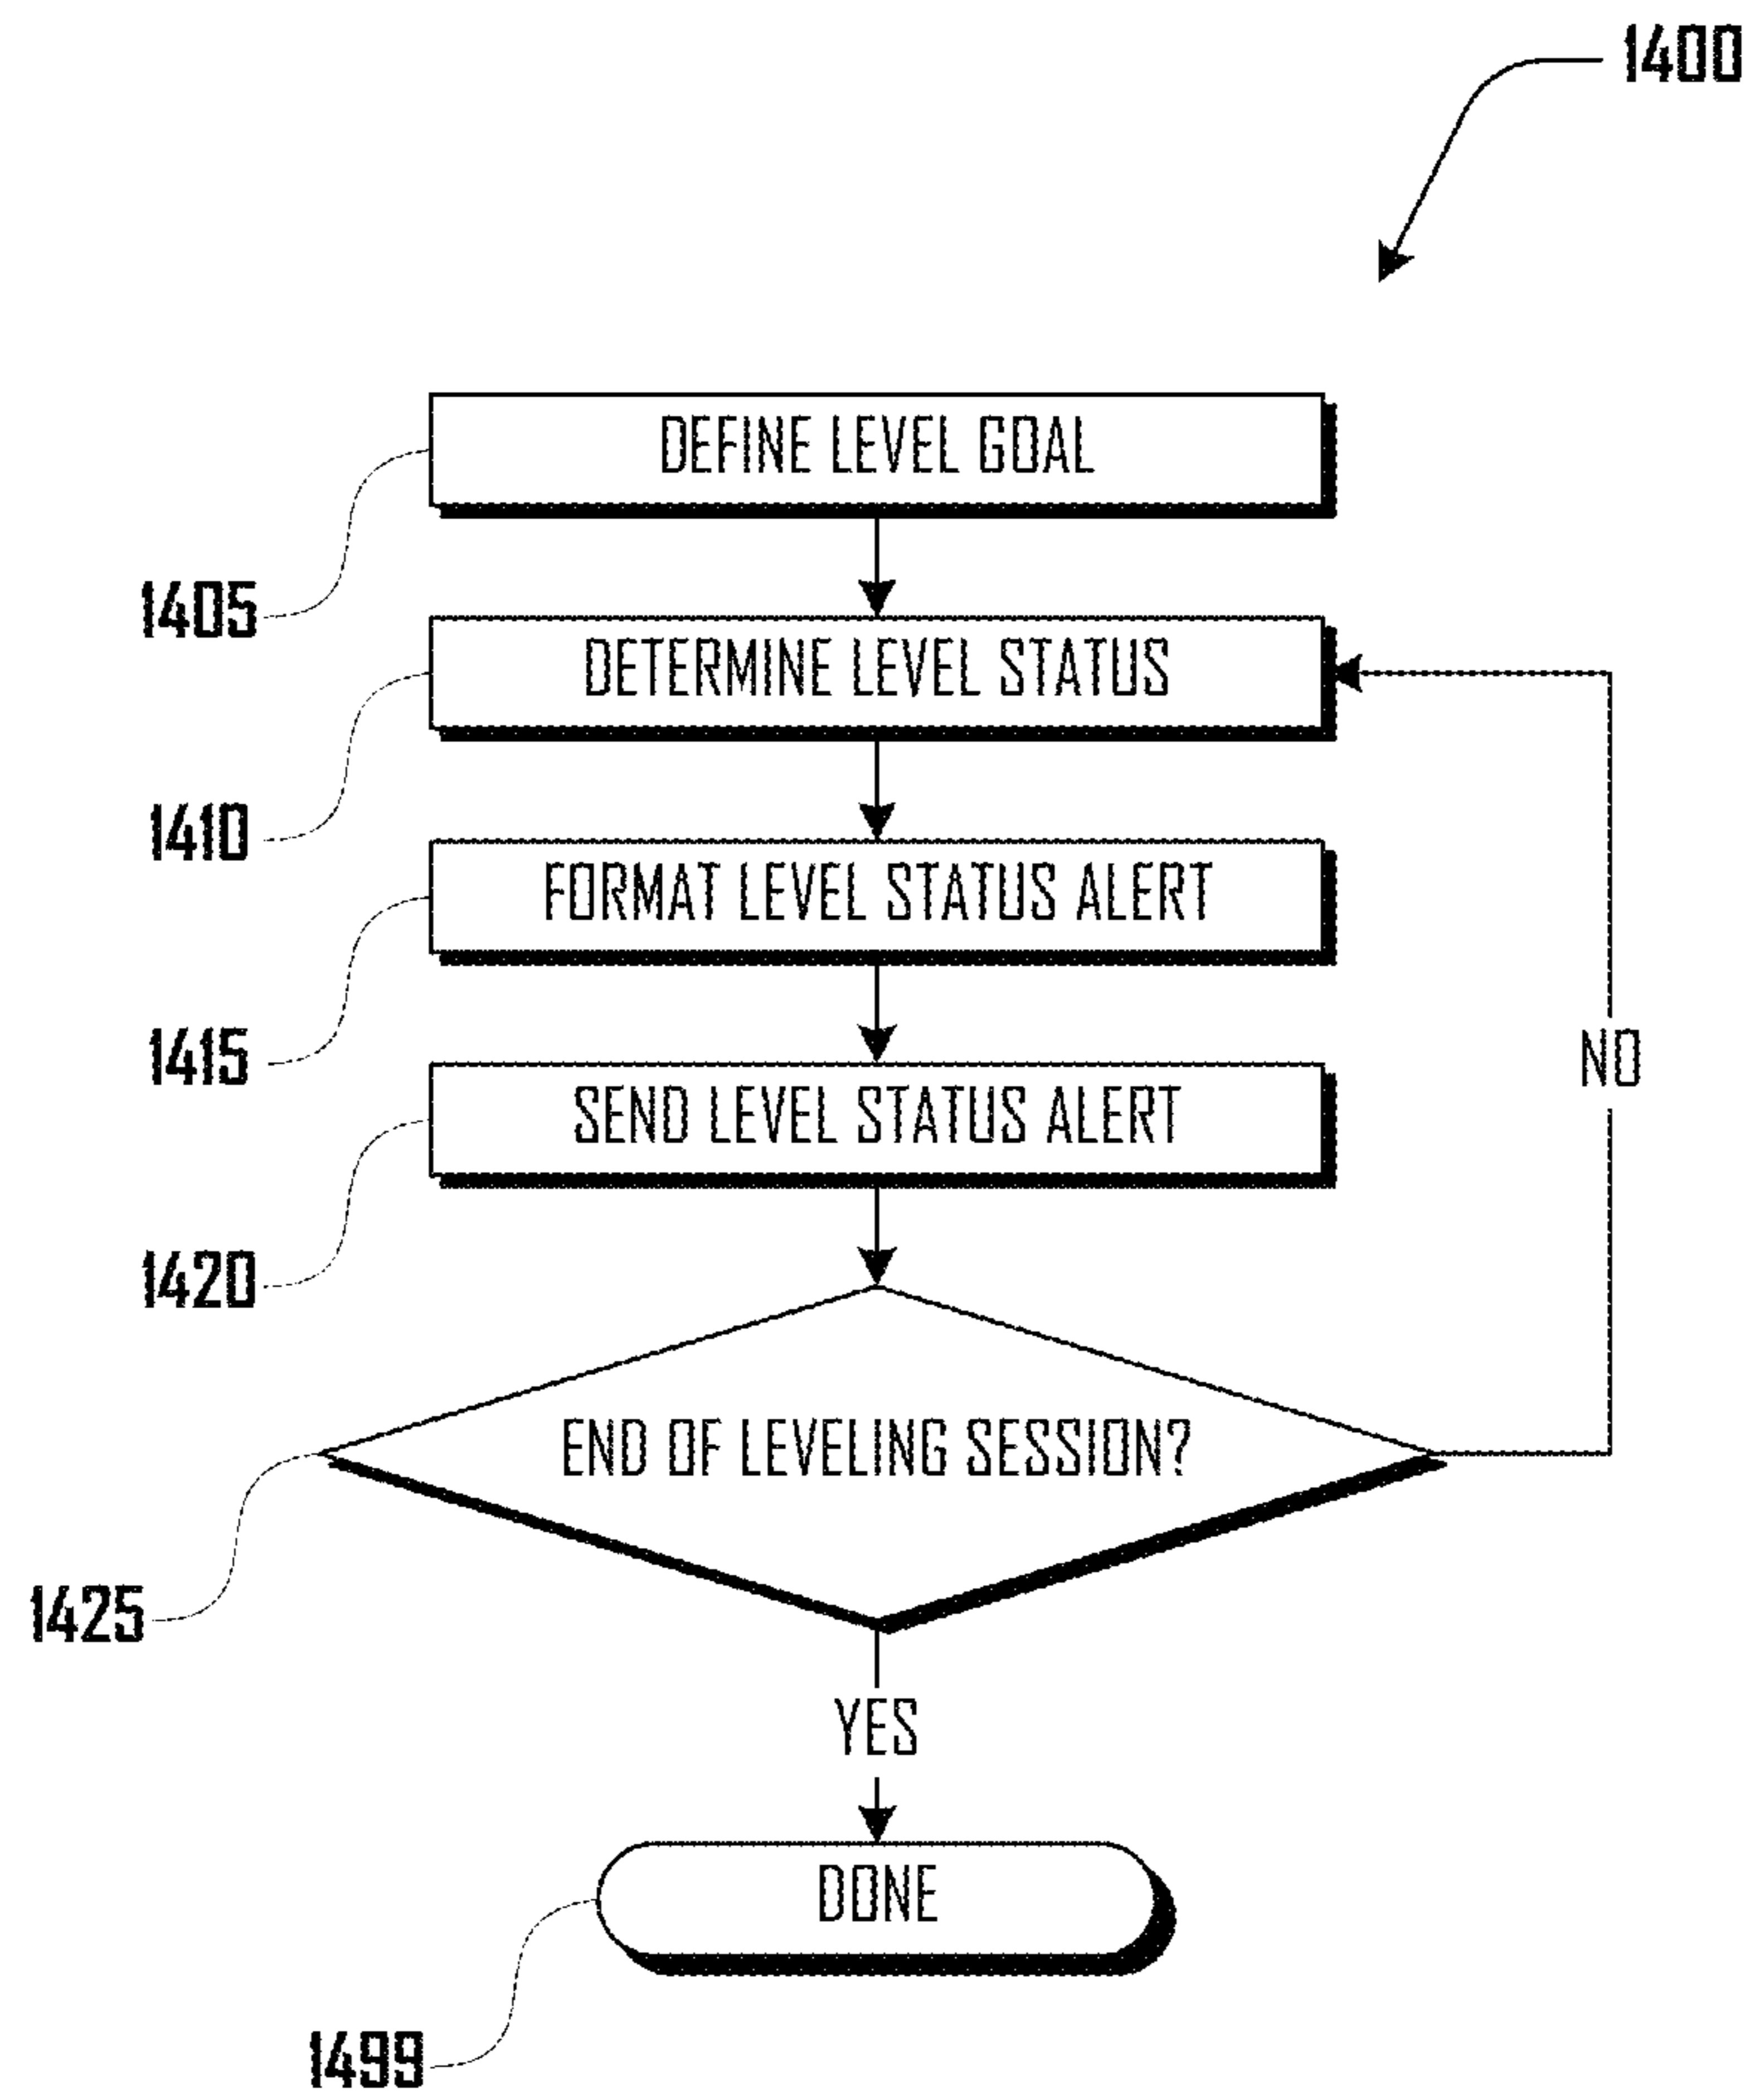 1400
DEFINE LEVEL GOAL
1405
DETERMINE LEVEL STATUS
1410
FORMAT LEVEL STATUS ALERT
1415
NO
SEND LEVEL STATUS ALERT
1420
END OF LEVELING SESSION?
1425
YES
DONE
1499